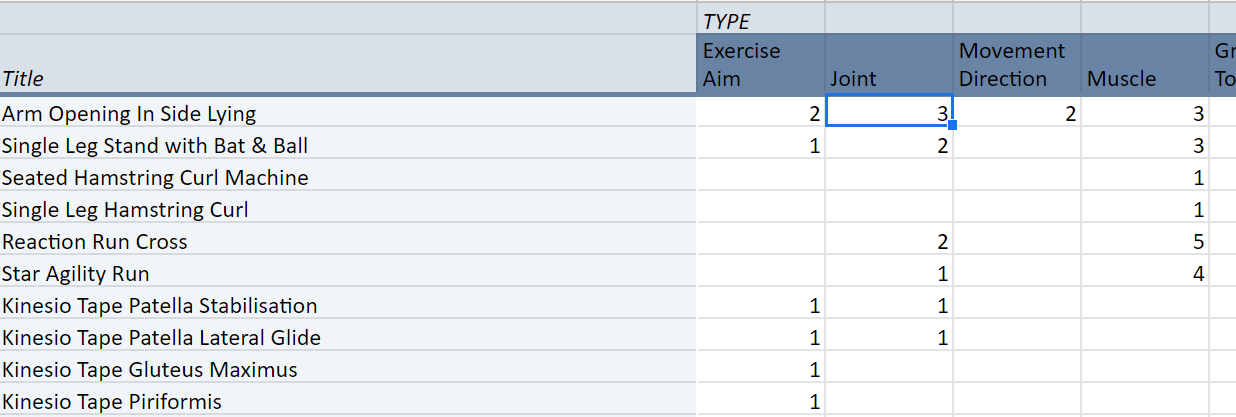 TYPE
Title Exercise Aim Joint Movement Direction Muscle
Arm Opening In Side Lying 2 3 2 3
Single Leg Stand with Bat & Ball 1 2 3
Seated Hamstring Curl Machine 1
Single Leg Hamstring Curl 1
Reaction Run Cross 2 5
Star Agility Run 1 4
Kinesio Tape Patella Stabilisation 1 1
Kinesio Tape Patella Lateral Glide 1 1
Kinesio Tape Gluteus Maximus 1
Kinesio Tape Piriformis 1